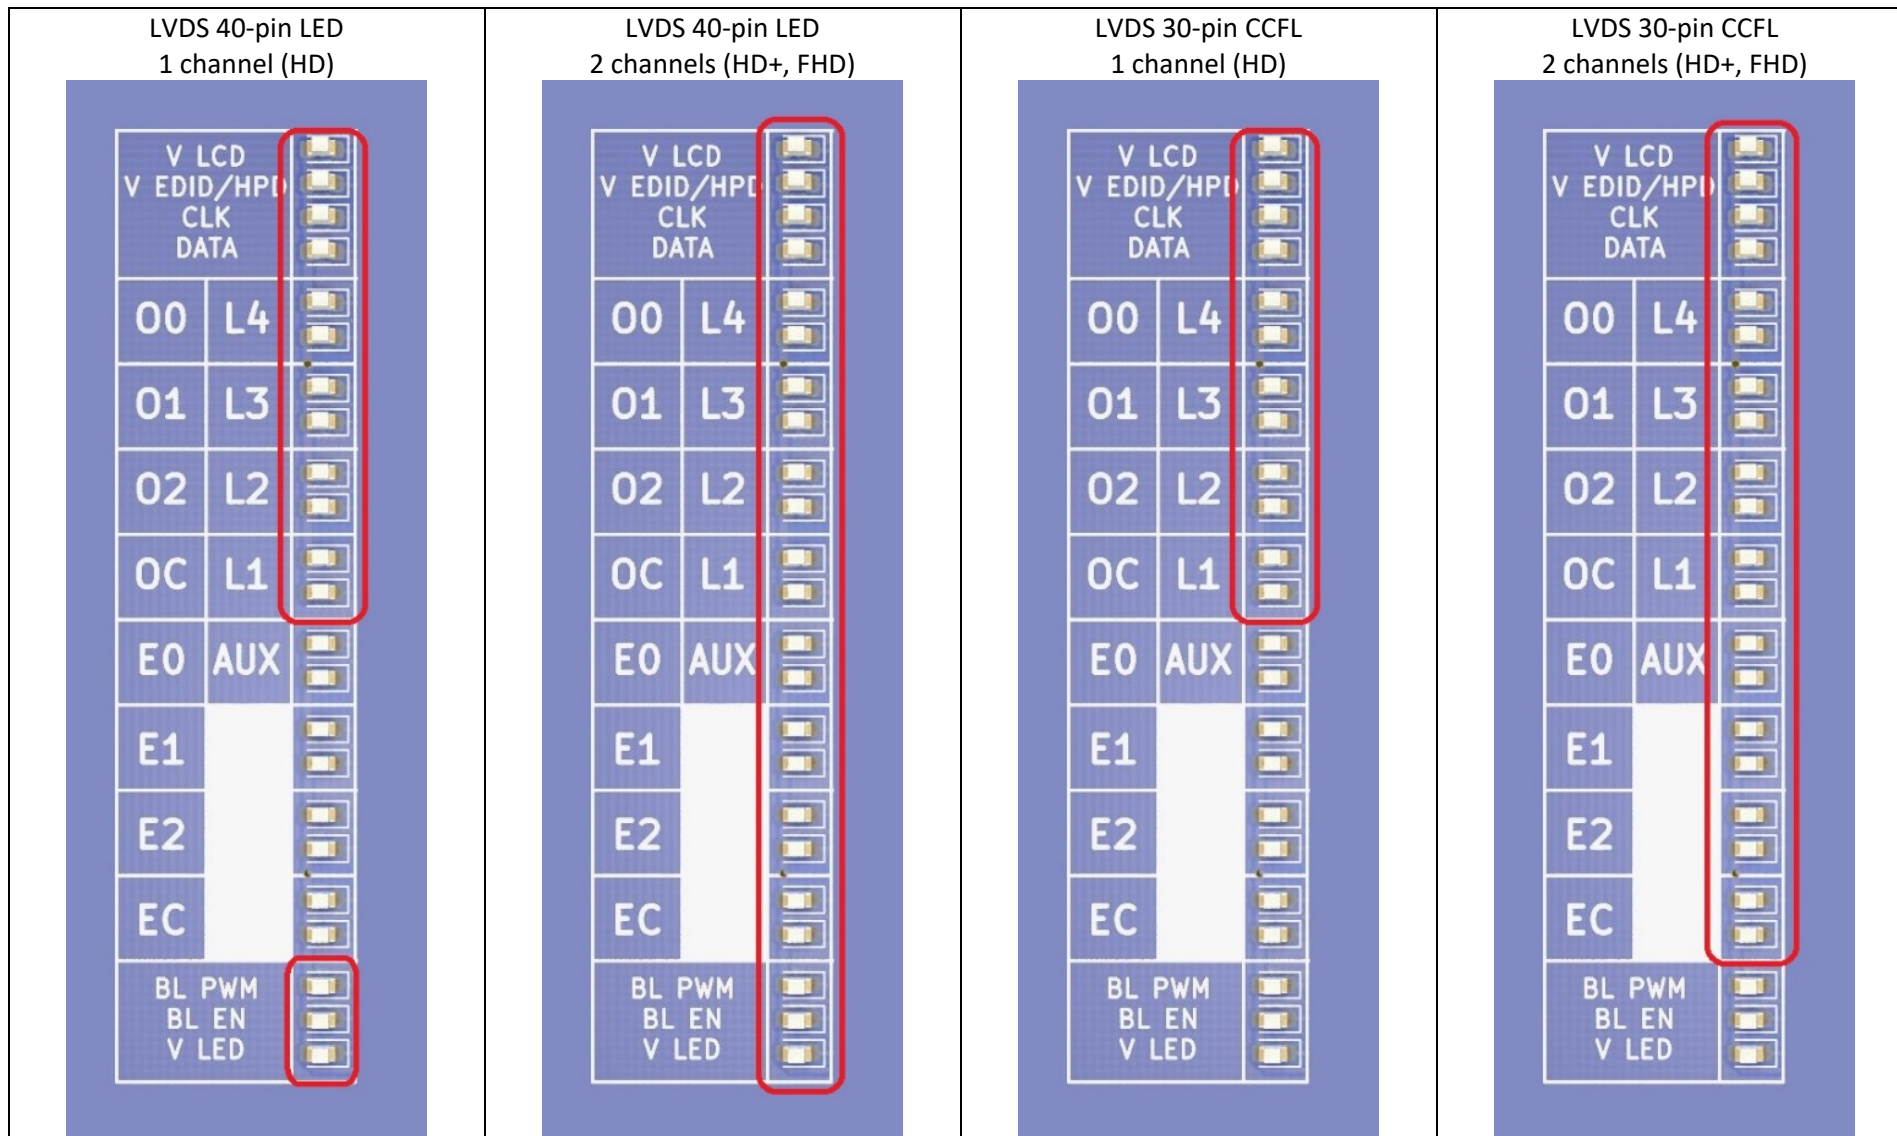 LVDS 40-pin LED
1 channel (HD)
V LCD
V EDID/HPD
CLK
DATA
O0 L4
O1 L3
O2 L2
OC L1
E0 AUX
E1
E2
EC
BL PWM
BL EN
V LED
LVDS 40-pin LED
2 channels (HD+, FHD)
V LCD
V EDID/HPD
CLK
DATA
O0 L4
O1 L3
O2 L2
OC L1
E0 AUX
E1
E2
EC
BL PWM
BL EN
V LED
LVDS 30-pin CCFL
1 channel (HD)
V LCD
V EDID/HPD
CLK
DATA
O0 L4
O1 L3
O2 L2
OC L1
E0 AUX
E1
E2
EC
BL PWM
BL EN
V LED
LVDS 30-pin CCFL
2 channels (HD+, FHD)
V LCD
V EDID/HPD
CLK
DATA
O0 L4
O1 L3
O2 L2
OC L1
E0 AUX
E1
E2
EC
BL PWM
BL EN
V LED